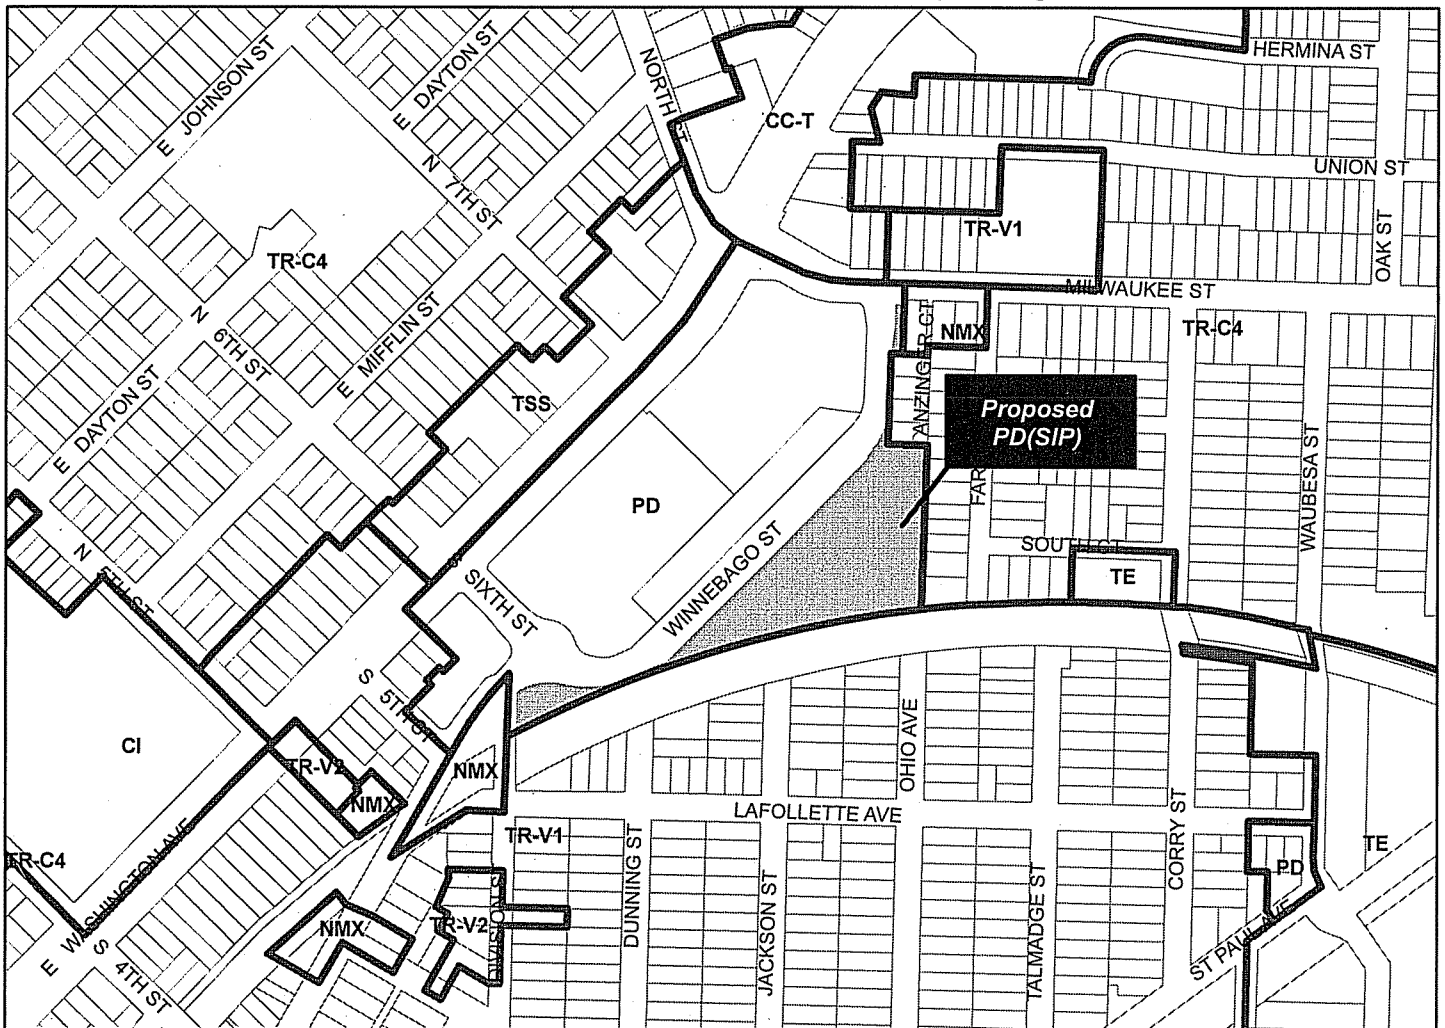 HERMINA ST
E JOHNSON ST
E DAYTON ST
NORTH ST
CC-T
UNION ST
N 7TH ST
TR-V1
OAK ST
TR-C4
MILWAUKEE ST
N 6TH ST
E MIFFLIN ST
NMX
TR-C4
E DAYTON ST
TSS
Proposed
PD(SIP)
WAUBESA ST
PD
N 5TH ST
WINNEBAGO ST
SOUTH CT
TE
SIXTH ST
S 5TH CT
OHIO AVE
CI
TR-V2
NMX
NMX
LAFOLLETTE AVE
TR-V1
CORRY ST
TE
TR-C4
E WASHINGTON AVE
DUNNING ST
PD
JACKSON ST
TALMADGE ST
NMX
TR-V2
DIVISION ST
ST PAUL AVE
S 4TH ST